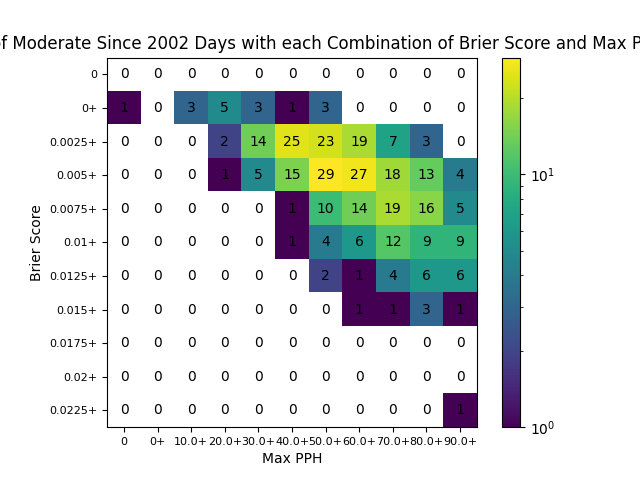 f Moderate Since 2002 Days with each Combination of Brier Score and Max P
0 0 0 0 0 0 0 0 0 0 0 0
0+ 1 0 3 5 3 1 3 0 0 0 0
0.0025+ 0 0 0 2 14 25 23 19 7 3 0
0.005+ 0 0 0 1 5 15 29 27 18 13 4
0.0075+ 0 0 0 0 0 1 10 14 19 16 5
0.01+ 0 0 0 0 0 1 4 6 12 9 9
0.0125+ 0 0 0 0 0 0 2 1 4 6 6
0.015+ 0 0 0 0 0 0 0 1 1 3 1
0.0175+ 0 0 0 0 0 0 0 0 0 0 0
0.02+ 0 0 0 0 0 0 0 0 0 0 0
0.0225+ 0 0 0 0 0 0 0 0 0 0 1
0 0+ 10.0+ 20.0+ 30.0+ 40.0+ 50.0+ 60.0+ 70.0+ 80.0+ 90.0+
Max PPH
Brier Score
10¹
10⁰